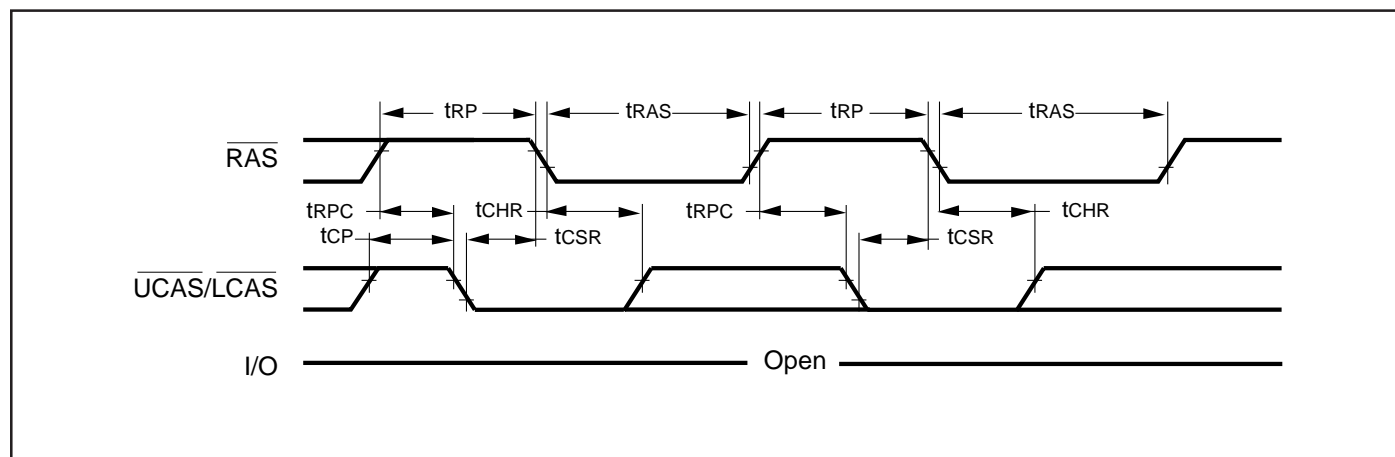 tRP tRAS tRP tRAS
RAS
tRPC tCHR tRPC tCHR
tCP tCSR tCSR
UCAS/LCAS
I/O Open